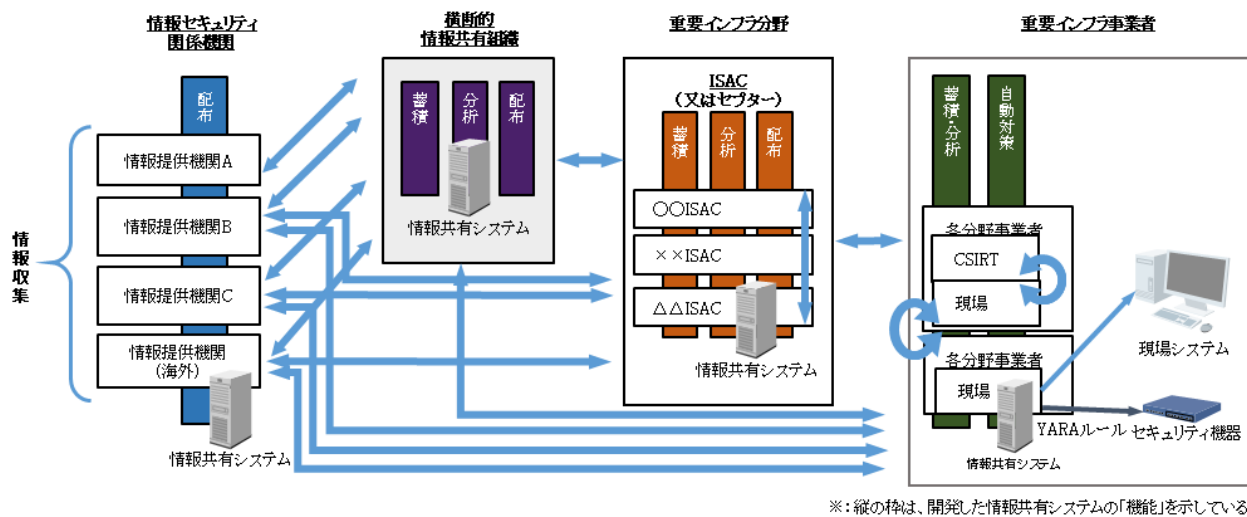 情報セキュリティ
関係機関
配布
情報提供機関A
情報提供機関B
情報提供機関C
情報提供機関
(海外)
情報収集
情報共有システム
横断的
情報共有組織
蓄積
分析
配布
情報共有システム
重要インフラ分野
ISAC
(又はセプター)
蓄積
分析
配布
○○ISAC
××ISAC
△△ISAC
情報共有システム
重要インフラ事業者
蓄積・分析
自動対策
各分野事業者
CSIRT
現場
各分野事業者
現場
情報共有システム
現場システム
YARAルール
セキュリティ機器
※:縦の枠は、開発した情報共有システムの「機能」を示している